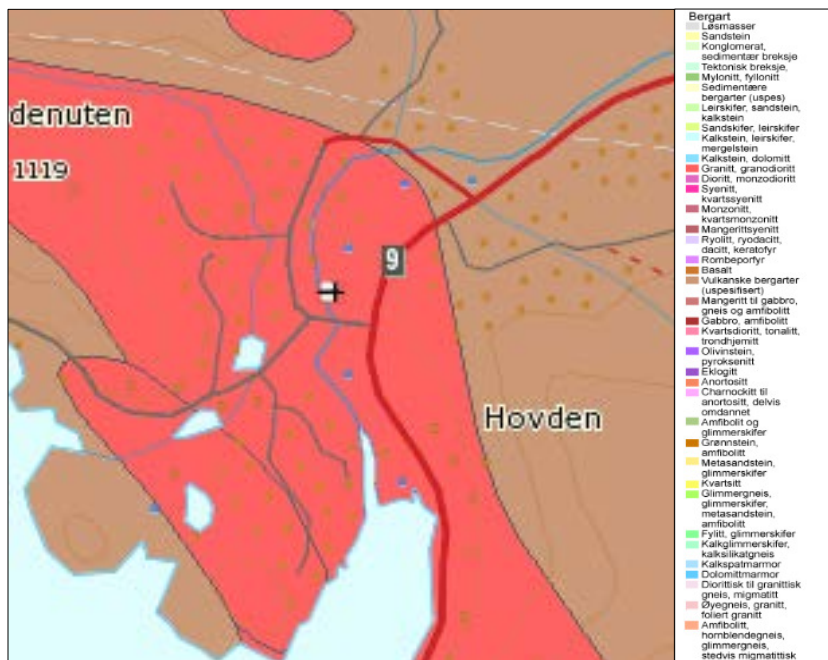 denuten
1119
9
Hovden
Bergart
Løsmasser
Sandstein
Konglomerat,
sedimentær breksje
Tektonisk breksje,
Mylonitt, fyllonitt
Sedimentære
bergarter (uspes)
Leirskifer, sandstein,
kalkstein
Sandskifer, leirskifer
Kalkstein, leirskifer,
mergelstein
Kalkstein, dolomitt
Granitt, granodioritt
Dioritt, monzodioritt
Syenitt,
kvartssyenitt
Monzonitt,
kvartsmonzonitt
Mangerittsyenitt
Ryolitt, ryodacitt,
dacitt, keratofyr
Rombeporfyr
Basalt
Vulkanske bergarter
(uspesifisert)
Mangeritt til gabbro,
gneis og amfibolitt
Gabbro, amfibolitt
Kvartsdioritt, tonalitt,
trondhjemitt
Olivinstein,
pyroksenitt
Eklogitt
Anortositt
Charnockitt til
anortositt, delvis
omdannet
Amfibolit og
glimmerskifer
Grønnstein,
amfibolitt
Metasandstein,
glimmerskifer
Kvartsitt
Glimmergneis,
glimmerskifer,
metasandstein,
amfibolitt
Fylitt, glimmerskifer
Kalkglimmerskifer,
kalksilikatgneis
Kalkspatmarmor
Dolomittmarmor
Diorittisk til granittisk
gneis, migmatitt
Øyegneis, granitt,
foliert granitt
Amfibolitt,
hornblendegneis,
glimmergneis,
stedvis migmatittisk